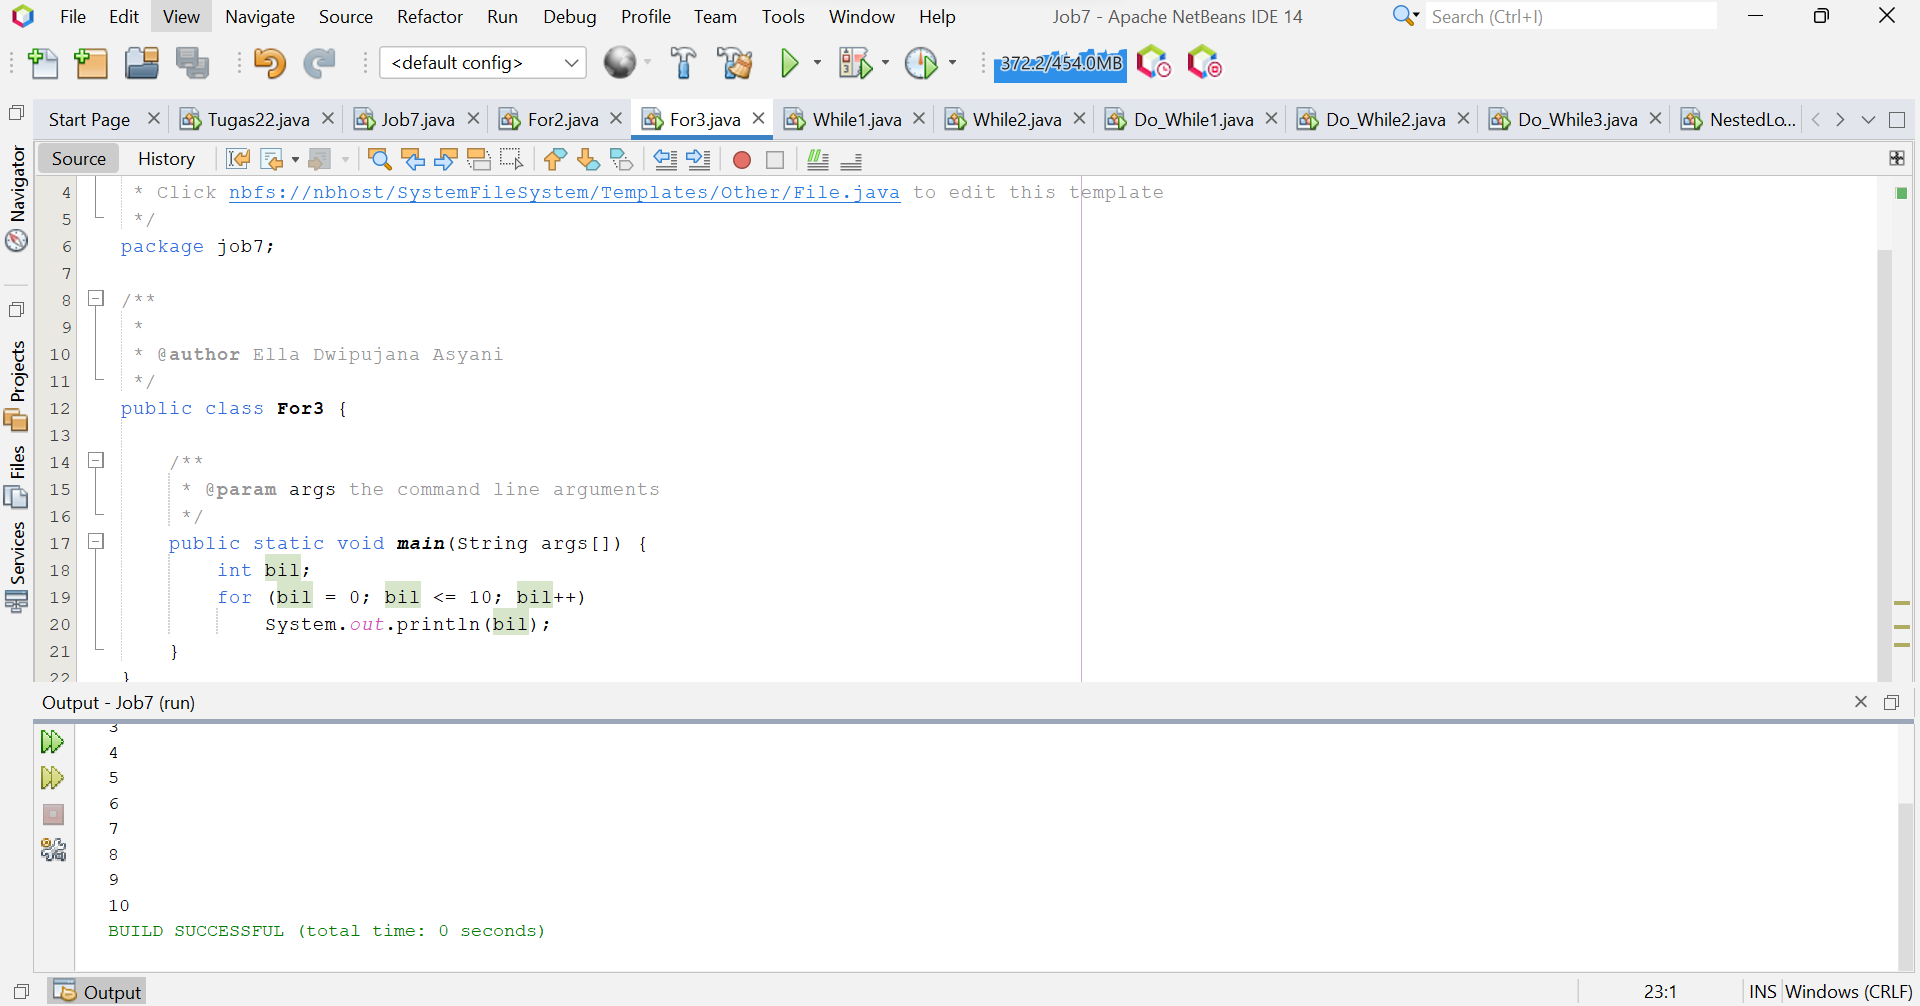 File Edit View Navigate Source Refactor Run Debug Profile Team Tools Window Help
Job7 - Apache NetBeans IDE 14
Search (Ctrl+I)
<default config>
372.2/454.0MB
Start Page
Tugas22.java
Job7.java
For2.java
For3.java
While1.java
While2.java
Do_While1.java
Do_While2.java
Do_While3.java
NestedLo...
Source
History
Navigator
Projects
Files
Services
4 * Click nbfs://nbhost/SystemFileSystem/Templates/Other/File.java to edit this template
5 */
6 package job7;
7
8 /**
9 *
10 * @author Ella Dwipujana Asyani
11 */
12 public class For3 {
13
14 /**
15 * @param args the command line arguments
16 */
17 public static void main(String args[]) {
18 int bil;
19 for (bil = 0; bil <= 10; bil++)
20 System.out.println(bil);
21 }
22 }
Output - Job7 (run)
3
4
5
6
7
8
9
10
BUILD SUCCESSFUL (total time: 0 seconds)
Output
23:1
INS
Windows (CRLF)